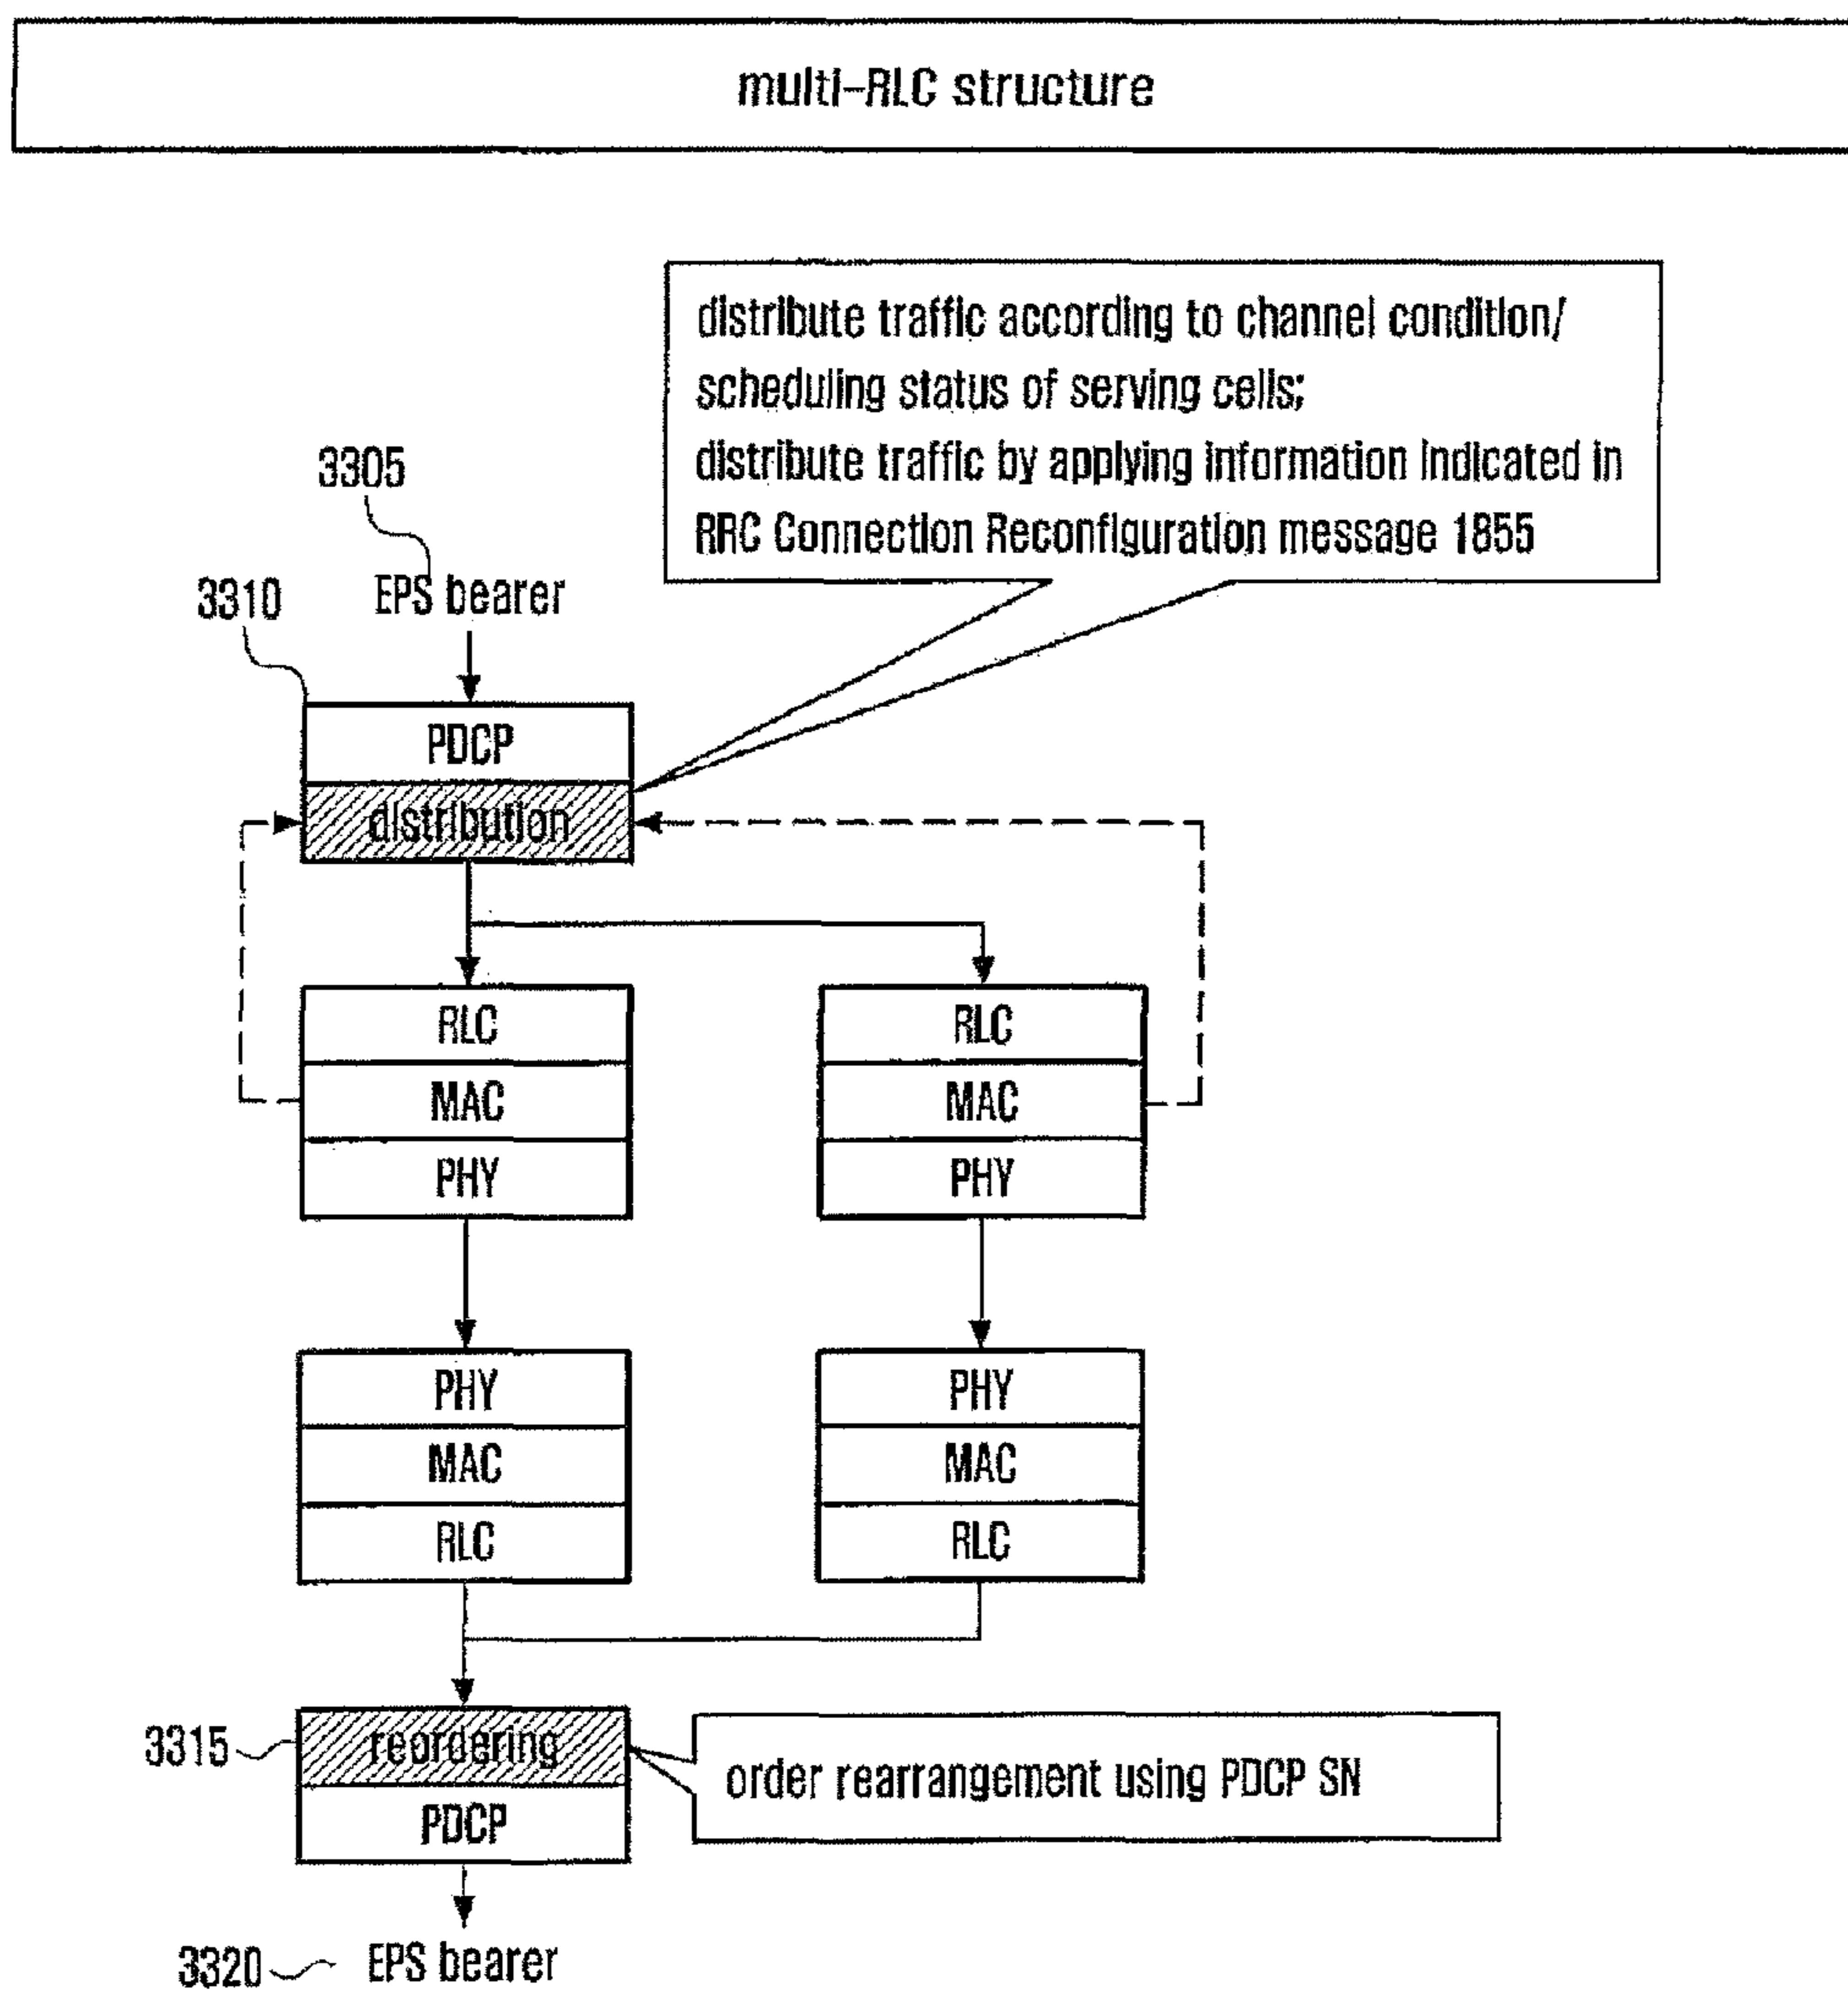 multi-RLC structure
distribute traffic according to channel condition/
scheduling status of serving cells;
distribute traffic by applying information indicated in
RRC Connection Reconfiguration message 1855
3305
3310
EPS bearer
PDCP
distribution
RLC
RLC
MAC
MAC
PHY
PHY
PHY
PHY
MAC
MAC
RLC
RLC
3315
reordering
order rearrangement using PDCP SN
PDCP
3320
EPS bearer